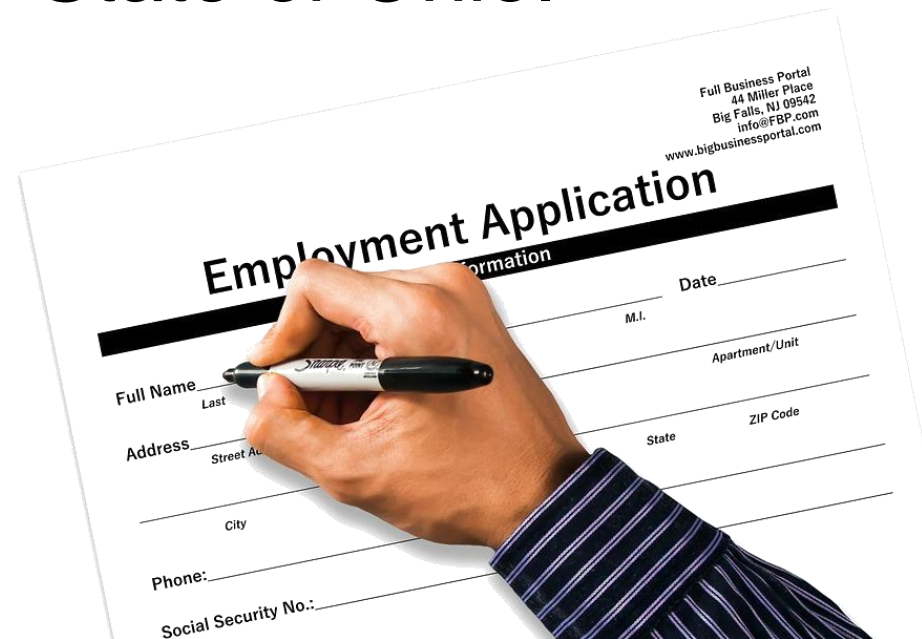 Full Business Portal
44 Miller Place
Big Falls, NJ 09542
info@FBP.com
www.bigbusinessportal.com
Employment Application
Full Name
Date
Last
M.I.
Address
Apartment/Unit
Street
City
State
ZIP Code
Phone:
Social Security No.: